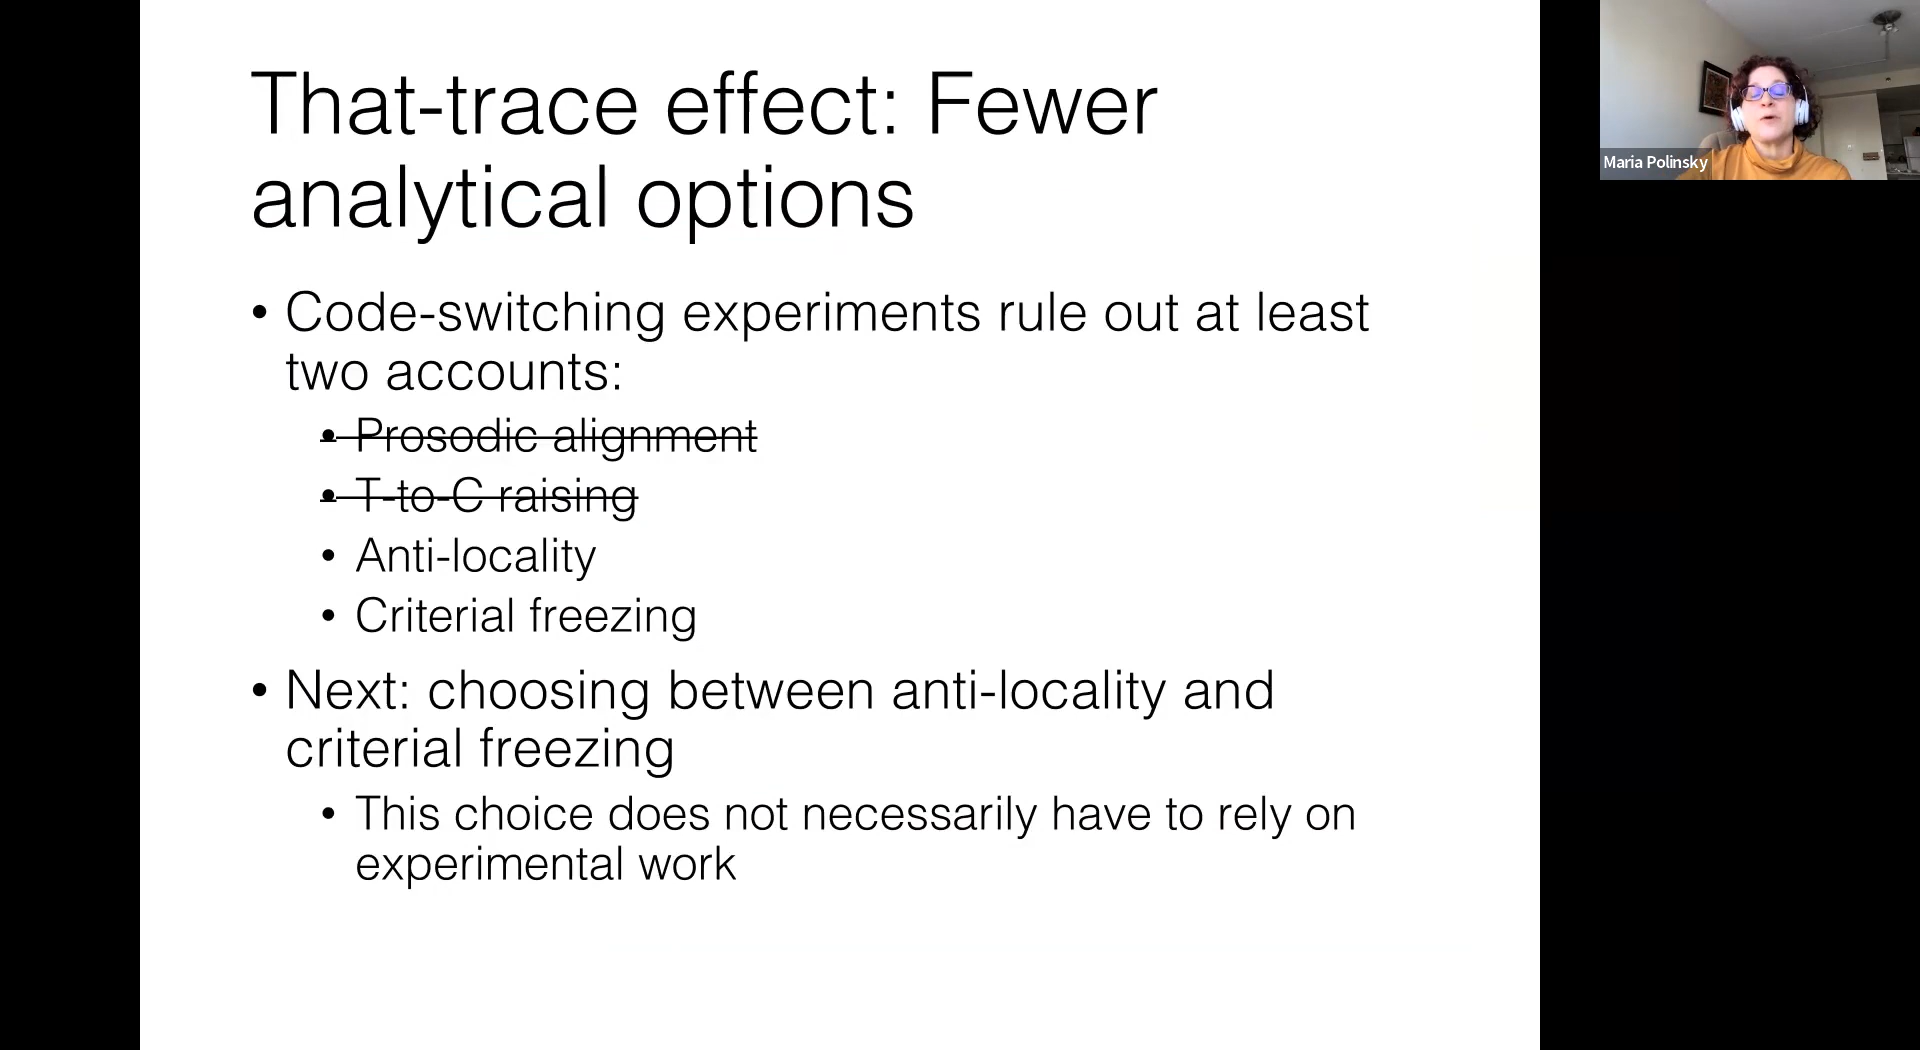 That-trace effect: Fewer
analytical options
• Code-switching experiments rule out at least
two accounts:
• Prosodic alignment
• T-to-C raising
• Anti-locality
• Criterial freezing
• Next: choosing between anti-locality and
criterial freezing
• This choice does not necessarily have to rely on
experimental work
Maria Polinsky